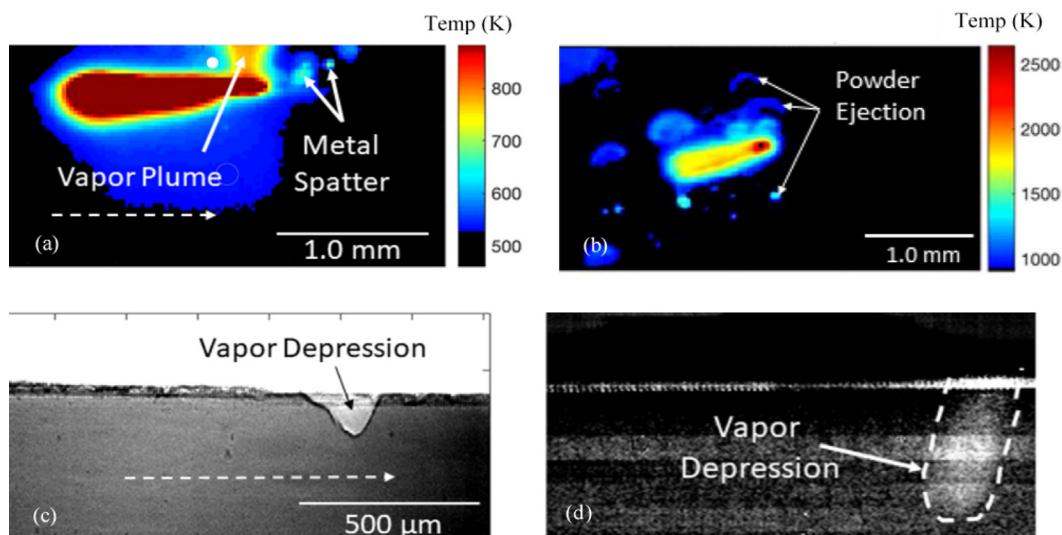 Temp (K)
800
700
600
500
Vapor Plume
Metal
Spatter
(a)
1.0 mm
Temp (K)
2500
2000
1500
1000
Powder
Ejection
(b)
1.0 mm
Vapor Depression
(c)
500 μm
Vapor
Depression
(d)